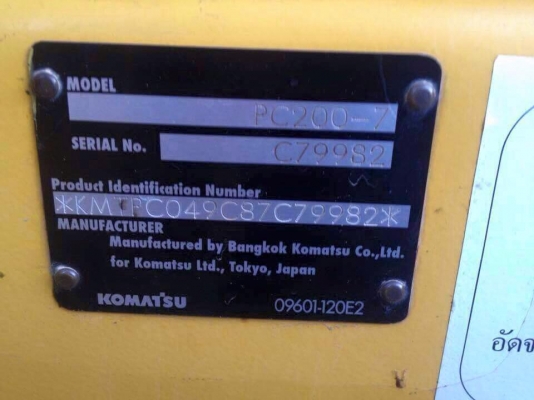 MODEL
PC200-7
SERIAL No. C79982
Product Identification Number
*KMTPC049C87C79982*
MANUFACTURER
Manufactured by Bangkok Komatsu Co.,Ltd.
for Komatsu Ltd., Tokyo, Japan
KOMATSU 09601-120E2